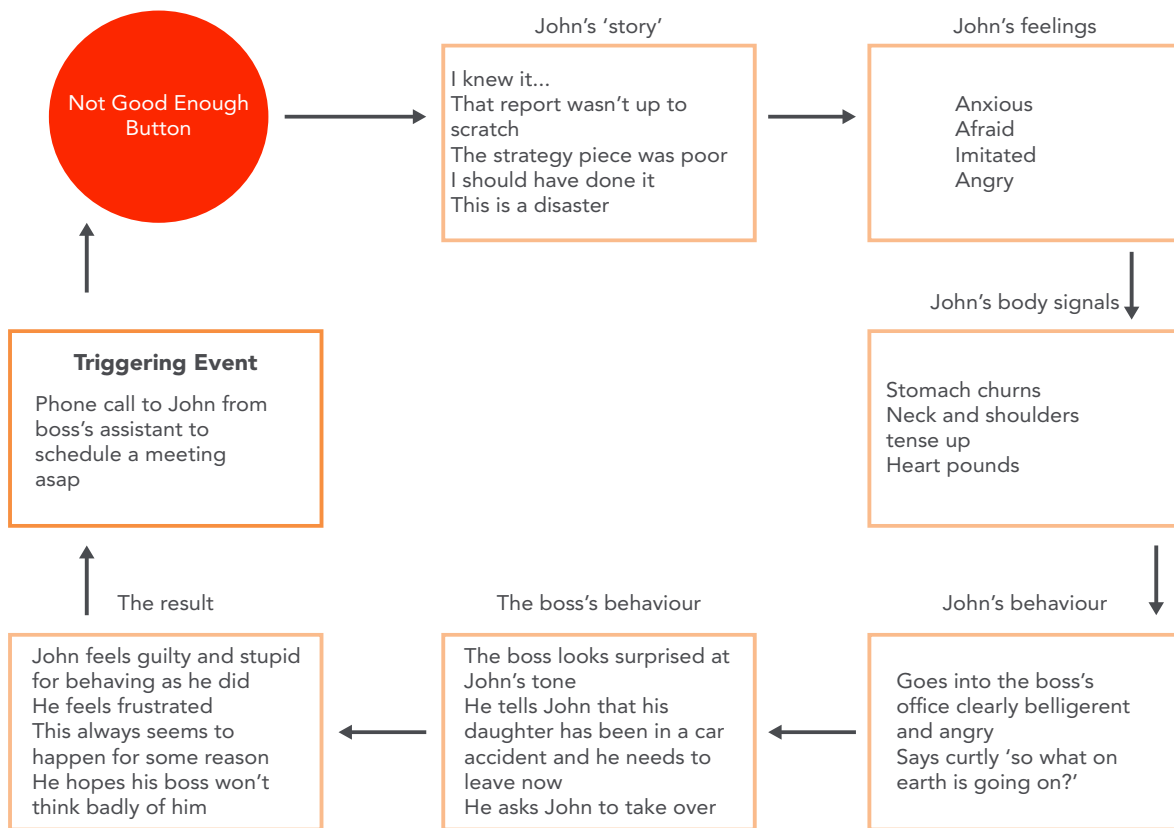 Not Good Enough
Button
John's 'story'
I knew it...
That report wasn't up to
scratch
The strategy piece was poor
I should have done it
This is a disaster
John's feelings
Anxious
Afraid
Imitated
Angry
John's body signals
Stomach churns
Neck and shoulders
tense up
Heart pounds
John's behaviour
Goes into the boss's
office clearly belligerent
and angry
Says curtly 'so what on
earth is going on?'
The boss's behaviour
The boss looks surprised at
John's tone
He tells John that his
daughter has been in a car
accident and he needs to
leave now
He asks John to take over
The result
John feels guilty and stupid
for behaving as he did
He feels frustrated
This always seems to
happen for some reason
He hopes his boss won't
think badly of him
Triggering Event
Phone call to John from
boss's assistant to
schedule a meeting
asap